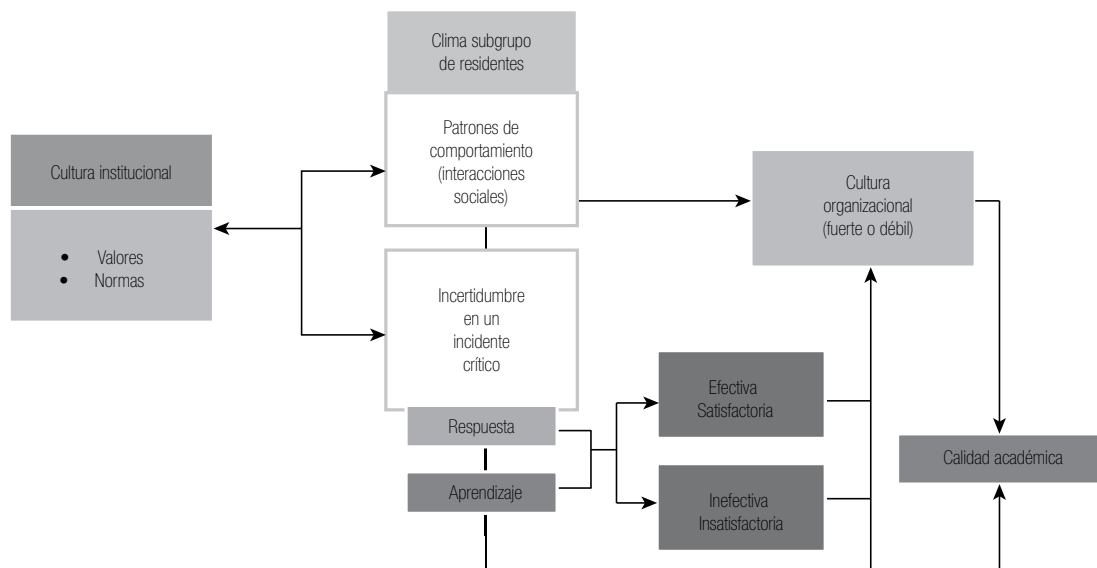 Clima subgrupo
de residentes
Patrones de
comportamiento
(interacciones
sociales)
Cultura institucional
• Valores
• Normas
Incertidumbre
en un
incidente
crítico
Respuesta
Aprendizaje
Efectiva
Satisfactoria
Inefectiva
Insatisfactoria
Cultura
organizacional
(fuerte o débil)
Calidad académica